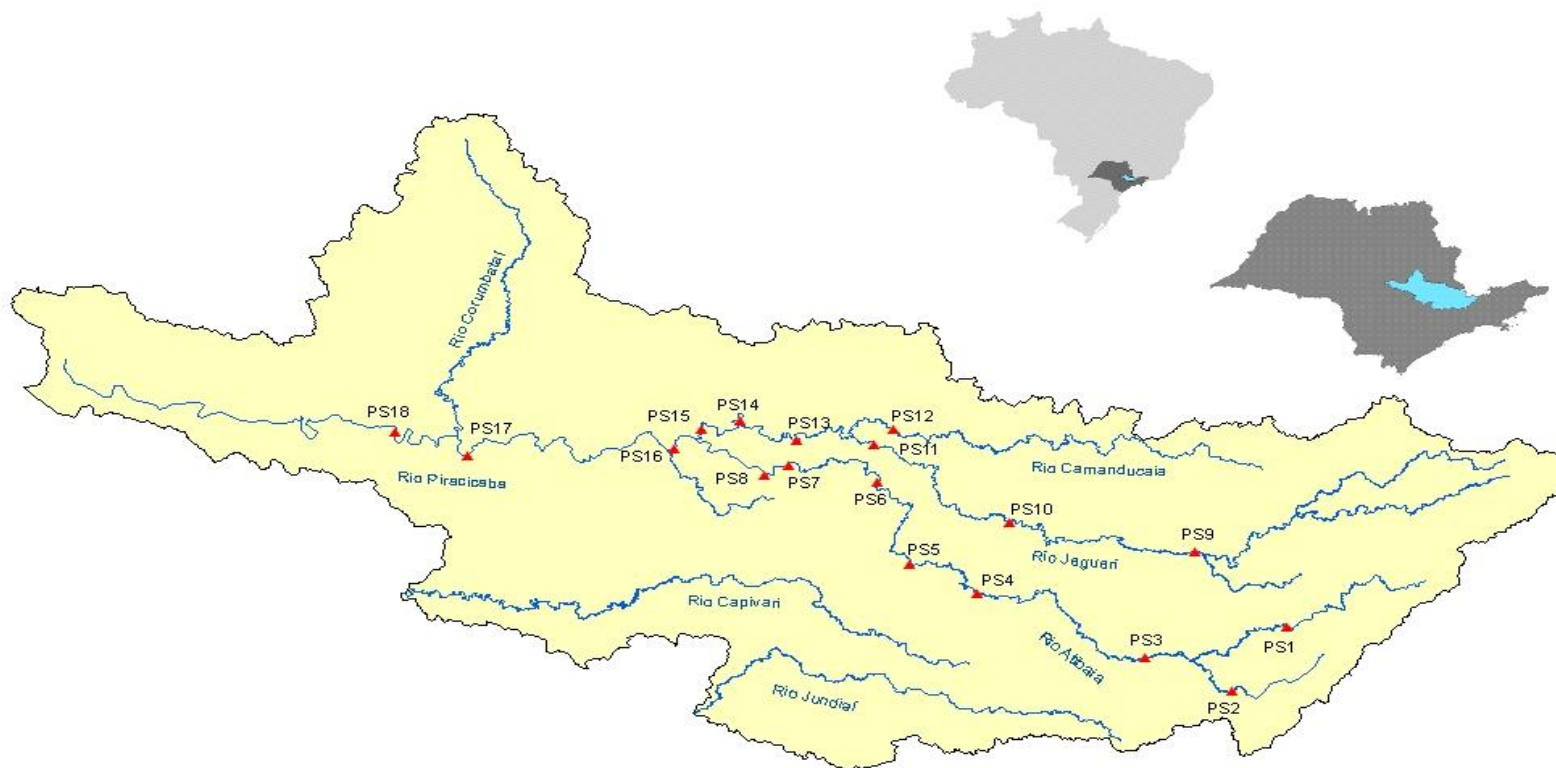 Rio Corumbataí
PS18
PS17
PS15
PS14
PS13
PS12
PS16
PS11
Rio Camanducaia
Rio Piracicaba
PS8
PS7
PS6
PS10
PS9
Rio Jaguari
PS5
PS4
Rio Capivari
Rio Atibaia
PS3
PS1
Rio Jundiaí
PS2